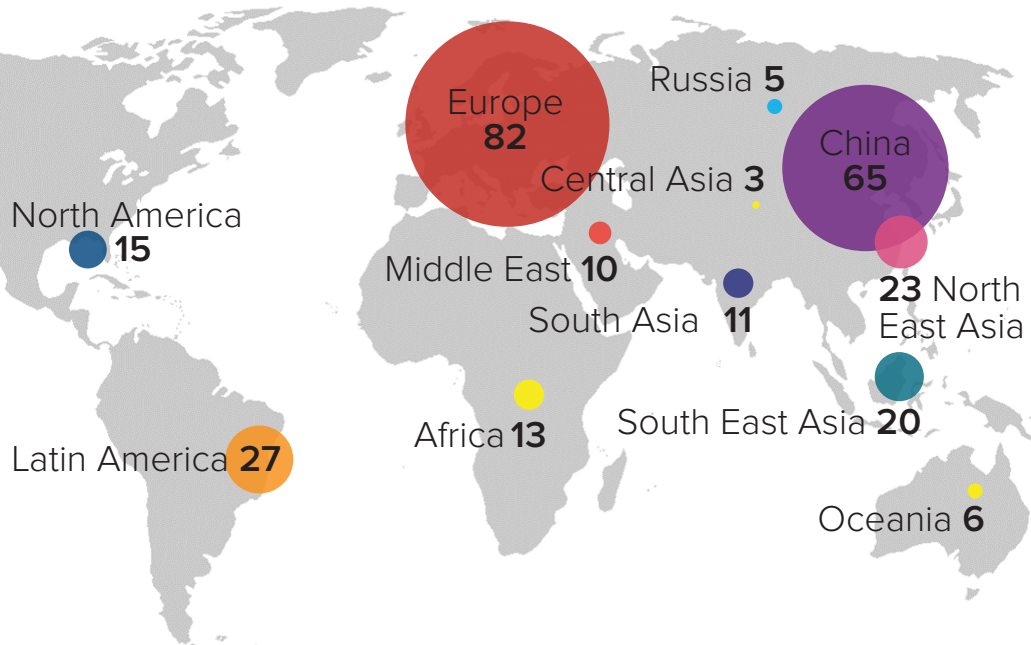 Russia 5
Europe
82
China
65
Central Asia 3
North America
15
Middle East 10
23 North
East Asia
South Asia 11
South East Asia 20
Africa 13
Latin America 27
Oceania 6